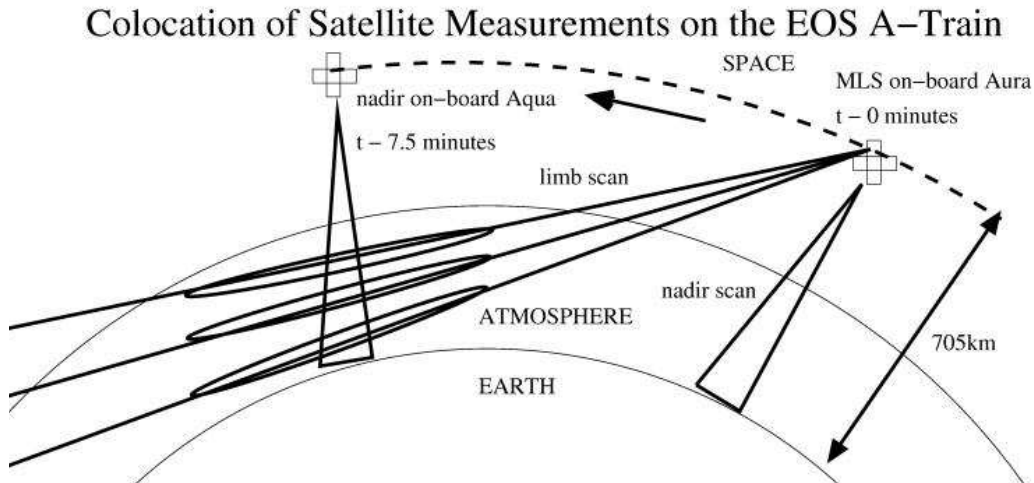 Colocation of Satellite Measurements on the EOS A−Train
SPACE
MLS on−board Aura
t − 0 minutes
nadir on−board Aqua
t − 7.5 minutes
limb scan
nadir scan
ATMOSPHERE
705km
EARTH